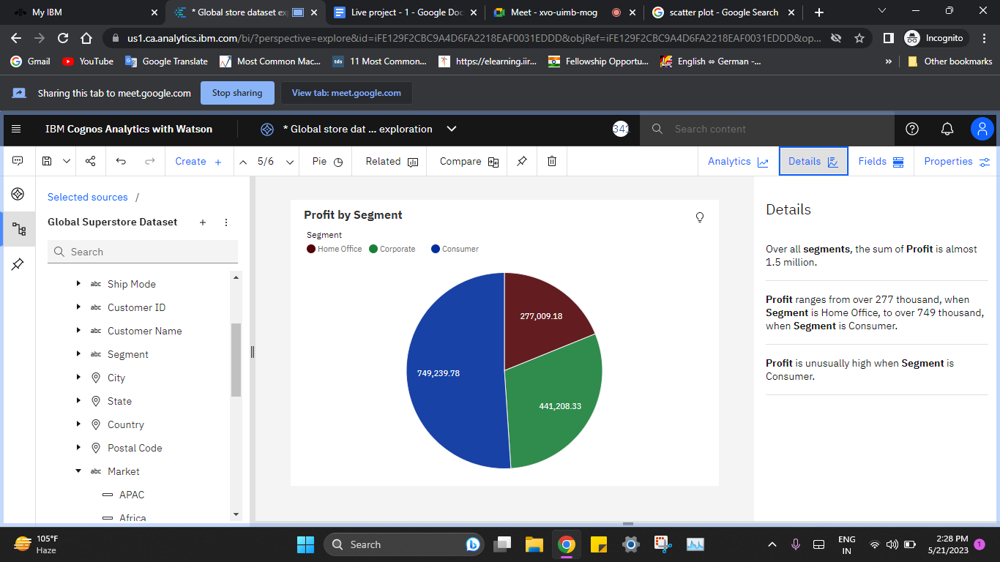 My IBM
* Global store dataset ex
Live project - 1 - Google Doc
Meet - xvo-uimb-mog
scatter plot - Google Search
us1.ca.analytics.ibm.com/bi/?perspective=explore&id=iFE129F2CBC9A4D6FA2218EAF0031EDDD&objRef=iFE129F2CBC9A4D6FA2218EAF0031EDDD&op...
Incognito
Gmail
YouTube
Google Translate
Most Common Mac...
tds
11 Most Common...
https://elearning.iir...
Fellowship Opportu...
English ⇔ German -...
»
Other bookmarks
Sharing this tab to meet.google.com
Stop sharing
View tab: meet.google.com
IBM Cognos Analytics with Watson
* Global store dat ... exploration
341
Search content
Create +
5/6
Pie
Related
Compare
Analytics
Details
Fields
Properties
Selected sources /
Global Superstore Dataset
Search
abc Ship Mode
abc Customer ID
abc Customer Name
abc Segment
City
State
Country
Postal Code
abc Market
APAC
Africa
Profit by Segment
Segment
Home Office
Corporate
Consumer
277,009.18
749,239.78
441,208.33
Details
Over all segments, the sum of Profit is almost
1.5 million.
Profit ranges from over 277 thousand, when
Segment is Home Office, to over 749 thousand,
when Segment is Consumer.
Profit is unusually high when Segment is
Consumer.
105°F
Haze
Search
ENG
IN
2:28 PM
5/21/2023
1